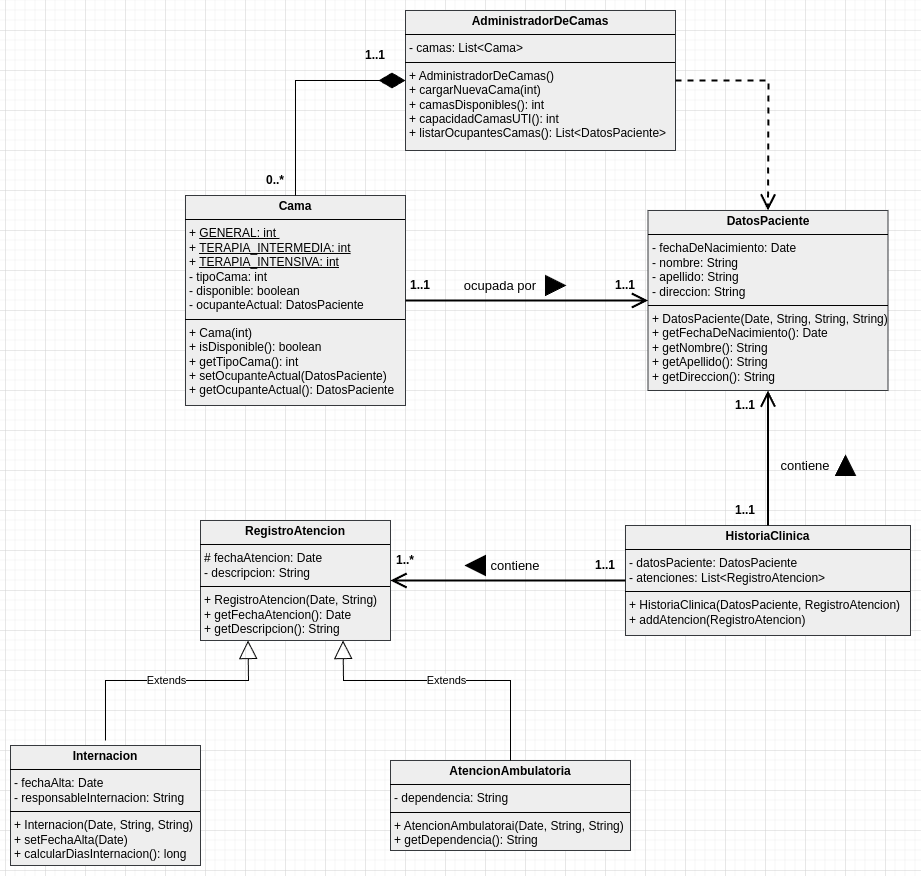 AdministradorDeCamas
- camas: List<Cama>
+ AdministradorDeCamas()
+ cargarNuevaCama(int)
+ camasDisponibles(): int
+ capacidadCamasUTI(): int
+ listarOcupantesCamas(): List<DatosPaciente>
1..1
0..*
Cama
+ GENERAL: int
+ TERAPIA_INTERMEDIA: int
+ TERAPIA_INTENSIVA: int
- tipoCama: int
- disponible: boolean
- ocupanteActual: DatosPaciente
+ Cama(int)
+ isDisponible(): boolean
+ getTipoCama(): int
+ setOcupanteActual(DatosPaciente)
+ getOcupanteActual(): DatosPaciente
1..1
ocupada por
1..1
DatosPaciente
- fechaDeNacimiento: Date
- nombre: String
- apellido: String
- direccion: String
+ DatosPaciente(Date, String, String, String)
+ getFechaDeNacimiento(): Date
+ getNombre(): String
+ getApellido(): String
+ getDireccion(): String
1..1
contiene
1..1
RegistroAtencion
# fechaAtencion: Date
- descripcion: String
+ RegistroAtencion(Date, String)
+ getFechaAtencion(): Date
+ getDescripcion(): String
1..*
contiene
1..1
HistoriaClinica
- datosPaciente: DatosPaciente
- atenciones: List<RegistroAtencion>
+ HistoriaClinica(DatosPaciente, RegistroAtencion)
+ addAtencion(RegistroAtencion)
Extends
Extends
Internacion
- fechaAlta: Date
- responsableInternacion: String
+ Internacion(Date, String, String)
+ setFechaAlta(Date)
+ calcularDiasInternacion(): long
AtencionAmbulatoria
- dependencia: String
+ AtencionAmbulatorai(Date, String, String)
+ getDependencia(): String